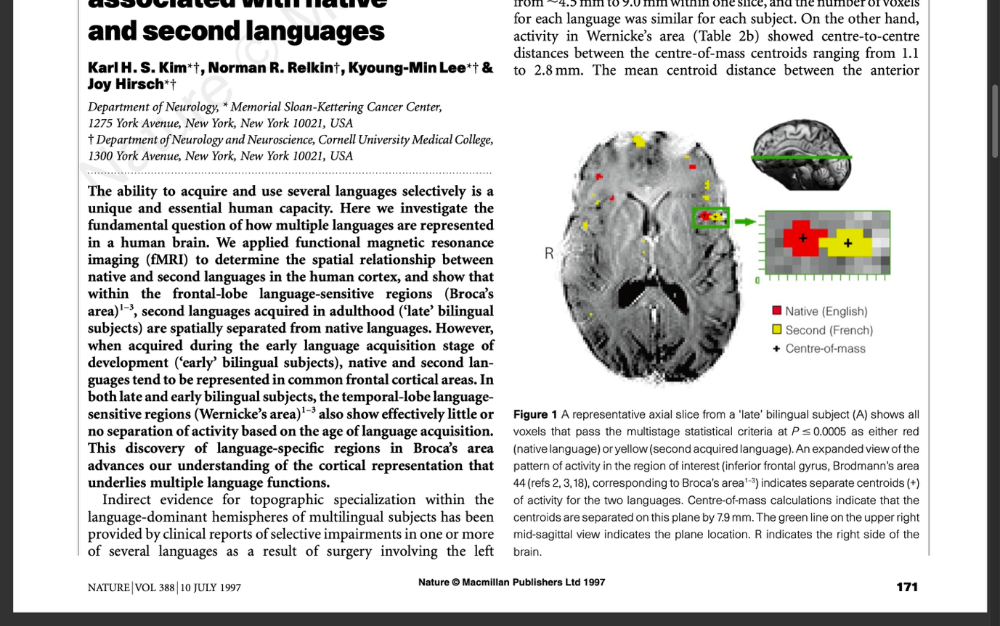 associated with native
and second languages
Karl H. S. Kim*†, Norman R. Relkin†, Kyoung-Min Lee*† &
Joy Hirsch*†
Department of Neurology, * Memorial Sloan-Kettering Cancer Center,
1275 York Avenue, New York, New York 10021, USA
† Department of Neurology and Neuroscience, Cornell University Medical College,
1300 York Avenue, New York, New York 10021, USA
The ability to acquire and use several languages selectively is a
unique and essential human capacity. Here we investigate the
fundamental question of how multiple languages are represented
in a human brain. We applied functional magnetic resonance
imaging (fMRI) to determine the spatial relationship between
native and second languages in the human cortex, and show that
within the frontal-lobe language-sensitive regions (Broca's
area)1–3, second languages acquired in adulthood ('late' bilingual
subjects) are spatially separated from native languages. However,
when acquired during the early language acquisition stage of
development ('early' bilingual subjects), native and second lan-
guages tend to be represented in common frontal cortical areas. In
both late and early bilingual subjects, the temporal-lobe language-
sensitive regions (Wernicke's area)1–3 also show effectively little or
no separation of activity based on the age of language acquisition.
This discovery of language-specific regions in Broca's area
advances our understanding of the cortical representation that
underlies multiple language functions.
Indirect evidence for topographic specialization within the
language-dominant hemispheres of multilingual subjects has been
provided by clinical reports of selective impairments in one or more
of several languages as a result of surgery involving the left
from ~4.5 mm to 9.0 mm within one slice, and the number of voxels
for each language was similar for each subject. On the other hand,
activity in Wernicke's area (Table 2b) showed centre-to-centre
distances between the centre-of-mass centroids ranging from 1.1
to 2.8 mm. The mean centroid distance between the anterior
R
0
Native (English)
Second (French)
+ Centre-of-mass
Figure 1 A representative axial slice from a 'late' bilingual subject (A) shows all
voxels that pass the multistage statistical criteria at P ≤ 0.0005 as either red
(native language) or yellow (second acquired language). An expanded view of the
pattern of activity in the region of interest (inferior frontal gyrus, Brodmann's area
44 (refs 2, 3, 18), corresponding to Broca's area1–3) indicates separate centroids (+)
of activity for the two languages. Centre-of-mass calculations indicate that the
centroids are separated on this plane by 7.9 mm. The green line on the upper right
mid-sagittal view indicates the plane location. R indicates the right side of the
brain.
NATURE | VOL 388 | 10 JULY 1997
Nature © Macmillan Publishers Ltd 1997
171
Nature © M